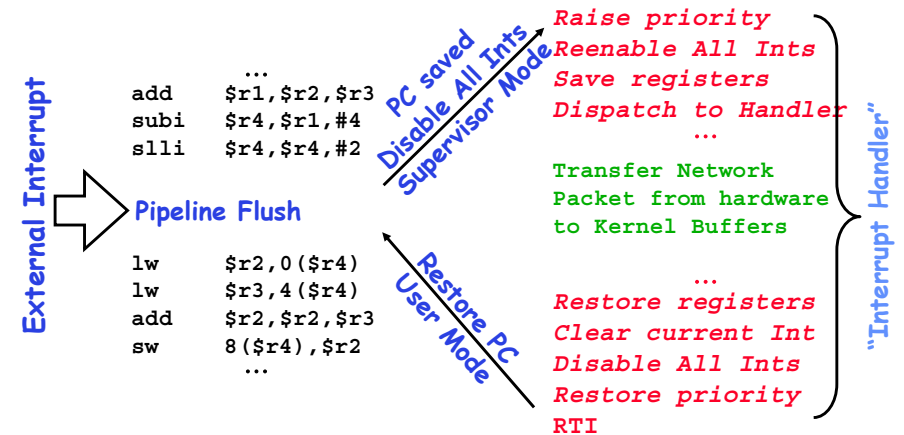 External Interrupt
…
add $r1,$r2,$r3
subi $r4,$r1,#4
slli $r4,$r4,#2
Pipeline Flush
lw $r2,0($r4)
lw $r3,4($r4)
add $r2,$r2,$r3
sw 8($r4),$r2
…
PC saved
Disable All Ints
Supervisor Mode
Restore PC
User Mode
Raise priority
Reenable All Ints
Save registers
Dispatch to Handler
…
Transfer Network
Packet from hardware
to Kernel Buffers
…
Restore registers
Clear current Int
Disable All Ints
Restore priority
RTI
“Interrupt Handler”